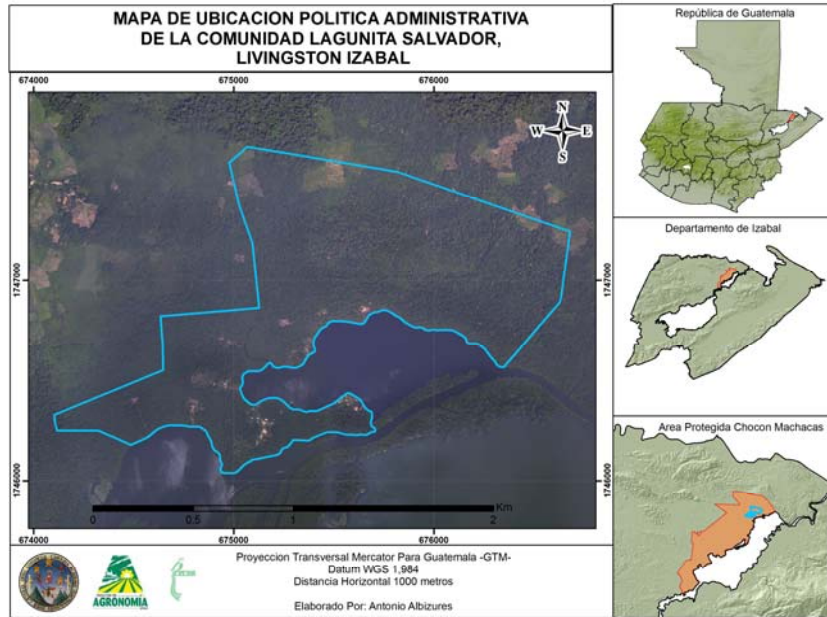 MAPA DE UBICACION POLITICA ADMINISTRATIVA
DE LA COMUNIDAD LAGUNITA SALVADOR,
LIVINGSTON IZABAL
674000
675000
676000
N
W
E
S
1747000
1747000
1746000
1746000
Km
0
0.5
1
2
674000
675000
676000
AGRONOMIA
Proyeccion Transversal Mercator Para Guatemala -GTM-
Datum WGS 1,984
Distancia Horizontal 1000 metros
Elaborado Por: Antonio Albizures
República de Guatemala
Departamento de Izabal
Area Protegida Chocon Machacas